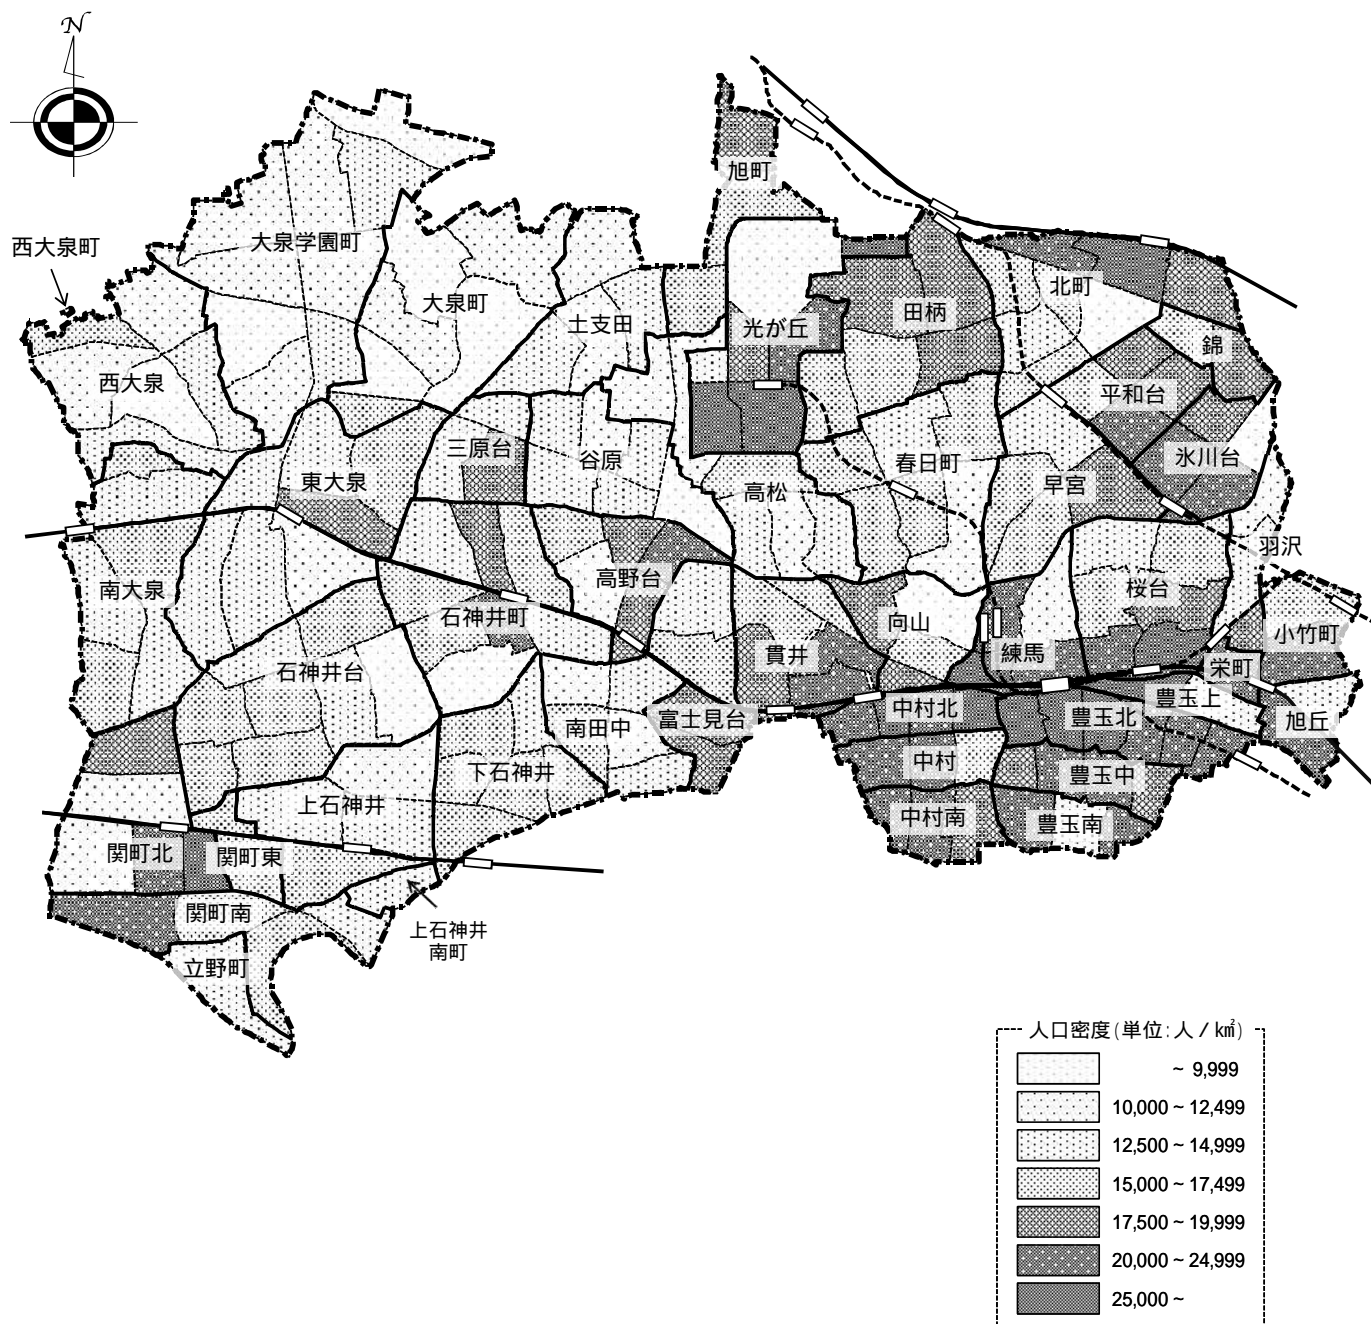 N
旭町
大泉学園町
西大泉町
北町
大泉町
田柄
土支田
光が丘
錦
西大泉
平和台
三原台
谷原
春日町
氷川台
東大泉
早宮
高松
羽沢
高野台
南大泉
桜台
石神井町
向山
小竹町
貫井
練馬
石神井台
栄町
豊玉上
中村北
富士見台
豊玉北
旭丘
南田中
中村
下石神井
豊玉中
上石神井
中村南
豊玉南
関町北
関町東
関町南
上石神井
南町
立野町
人口密度(単位:人/㎢)
~ 9,999
10,000 ~ 12,499
12,500 ~ 14,999
15,000 ~ 17,499
17,500 ~ 19,999
20,000 ~ 24,999
25,000 ~